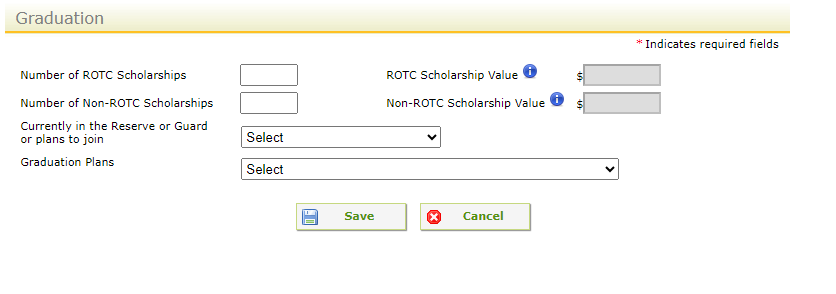 Graduation
* Indicates required fields
Number of ROTC Scholarships
ROTC Scholarship Value
$
Number of Non-ROTC Scholarships
Non-ROTC Scholarship Value
$
Currently in the Reserve or Guard
or plans to join
Select
Graduation Plans
Select
Save
Cancel